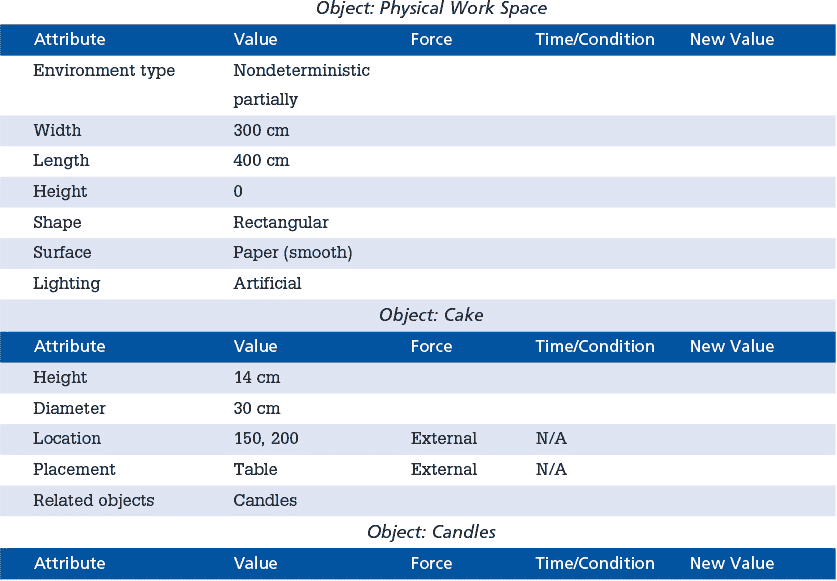 Object: Physical Work Space
Attribute Value Force Time/Condition New Value
Environment type Nondeterministic
partially
Width 300 cm
Length 400 cm
Height 0
Shape Rectangular
Surface Paper (smooth)
Lighting Artificial
Object: Cake
Attribute Value Force Time/Condition New Value
Height 14 cm
Diameter 30 cm
Location 150, 200 External N/A
Placement Table External N/A
Related objects Candles
Object: Candles
Attribute Value Force Time/Condition New Value